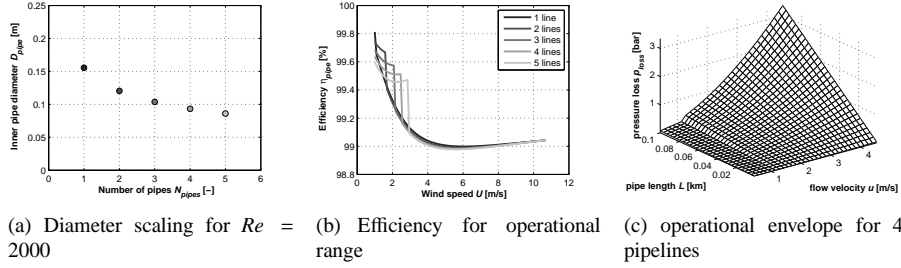 0.25
0.2
0.15
0.1
0.05
0
0 1 2 3 4 5 6
Inner pipe diameter D_pipe [m]
Number of pipes N_pipes [–]
100
99.8
99.6
99.4
99.2
99
98.8
0 2 4 6 8 10 12
Efficiency η_pipe [%]
Wind speed U [m/s]
1 line
2 lines
3 lines
4 lines
5 lines
3
2
1
0.1
0.08
0.06
0.04
0.02
1
2
3
4
pressure loss p_loss [bar]
pipe length L [km]
flow velocity u [m/s]
(a) Diameter scaling for Re =
2000
(b) Efficiency for operational
range
(c) operational envelope for 4
pipelines